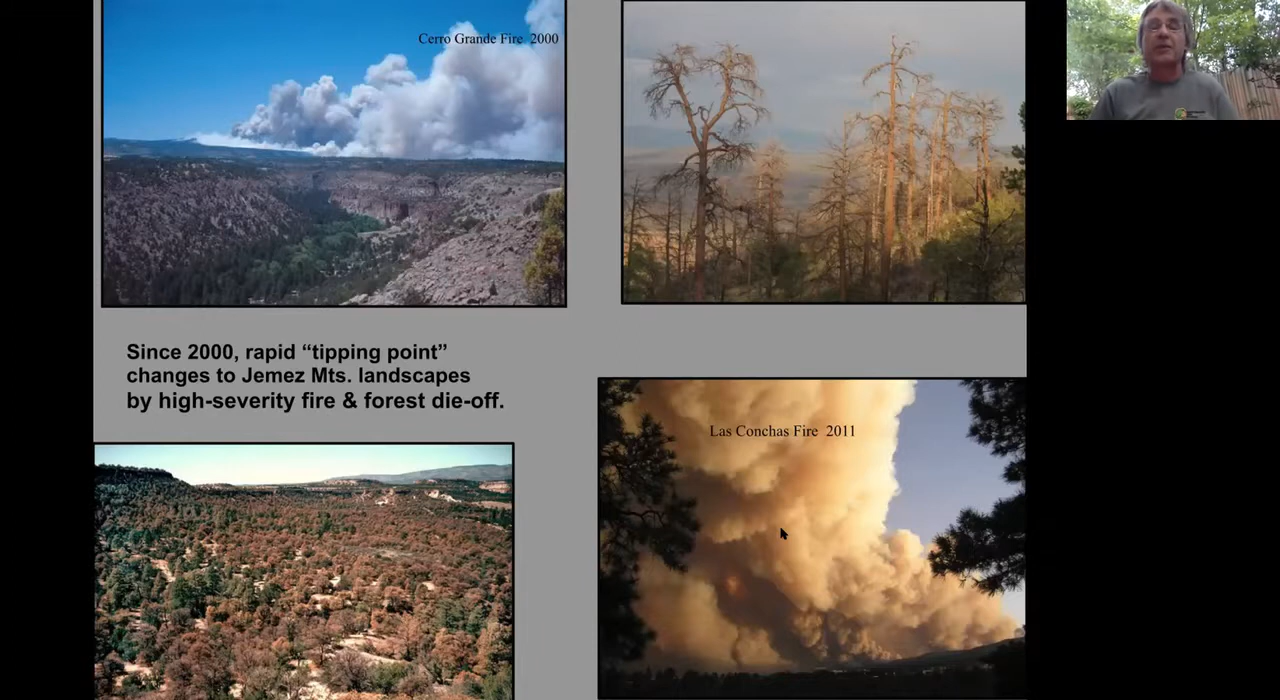 Cerro Grande Fire 2000
Since 2000, rapid “tipping point”
changes to Jemez Mts. landscapes
by high-severity fire & forest die-off.
Las Conchas Fire 2011